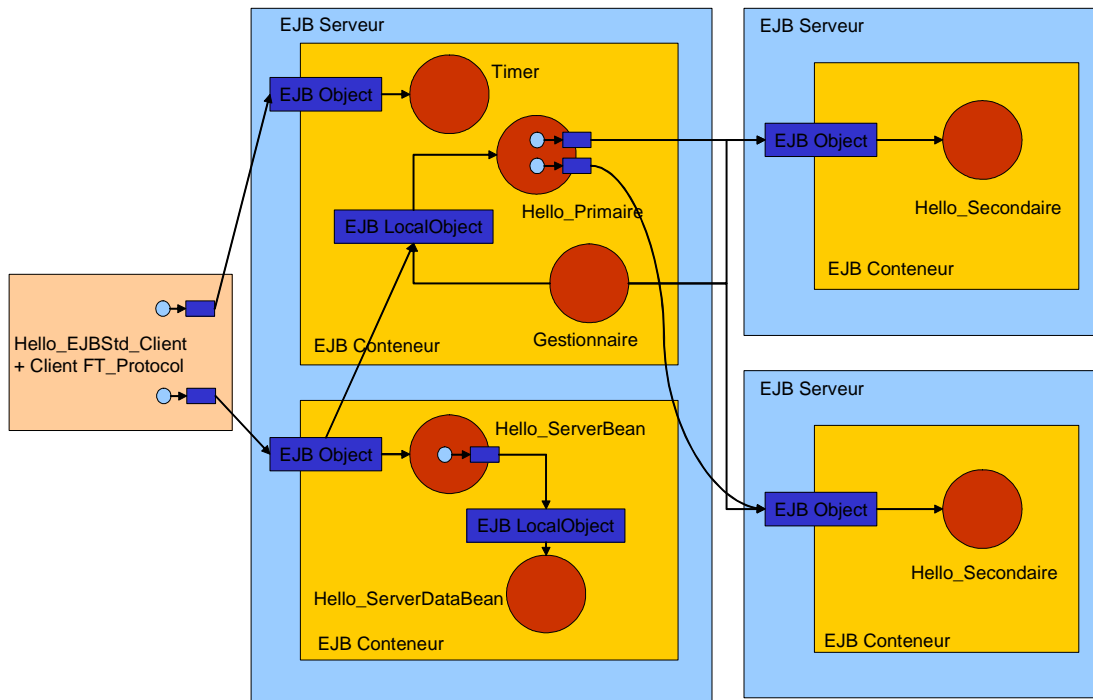 EJB Serveur
EJB Serveur
Timer
EJB Object
EJB Object
Hello_Primaire
Hello_Secondaire
EJB LocalObject
EJB Conteneur
Hello_EJBStd_Client
+ Client FT_Protocol
Gestionnaire
EJB Conteneur
EJB Serveur
Hello_ServerBean
EJB Object
EJB Object
EJB LocalObject
Hello_Secondaire
Hello_ServerDataBean
EJB Conteneur
EJB Conteneur